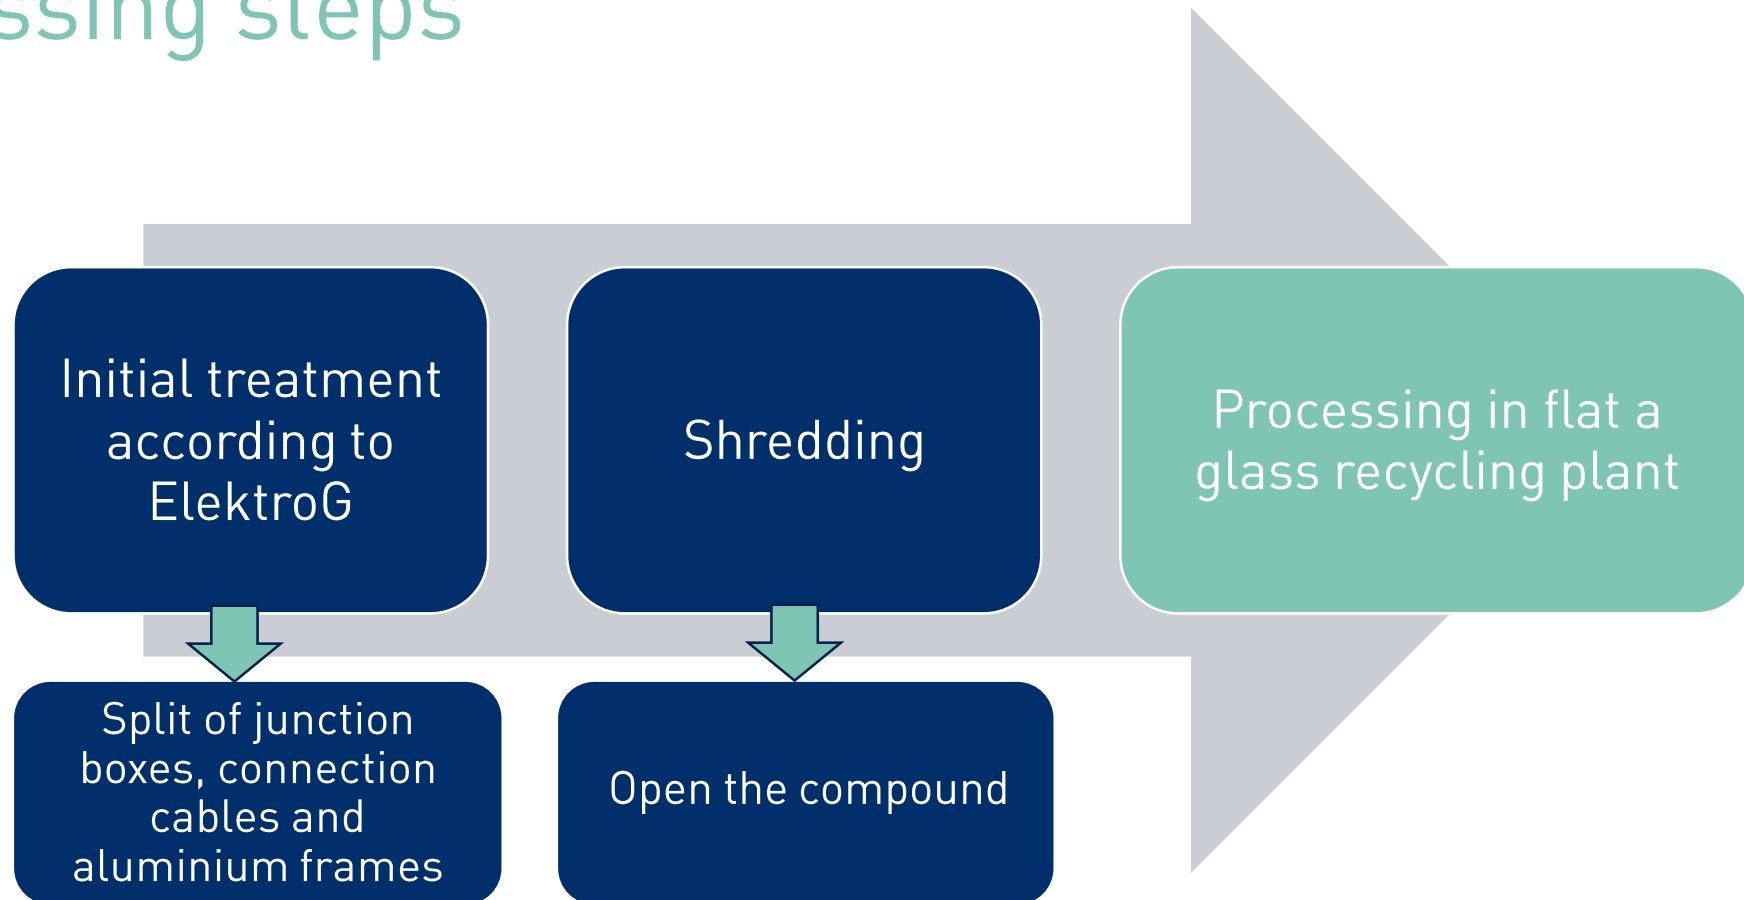 ssing steps
Initial treatment
according to
ElektroG
Shredding
Processing in flat a
glass recycling plant
Split of junction
boxes, connection
cables and
aluminium frames
Open the compound